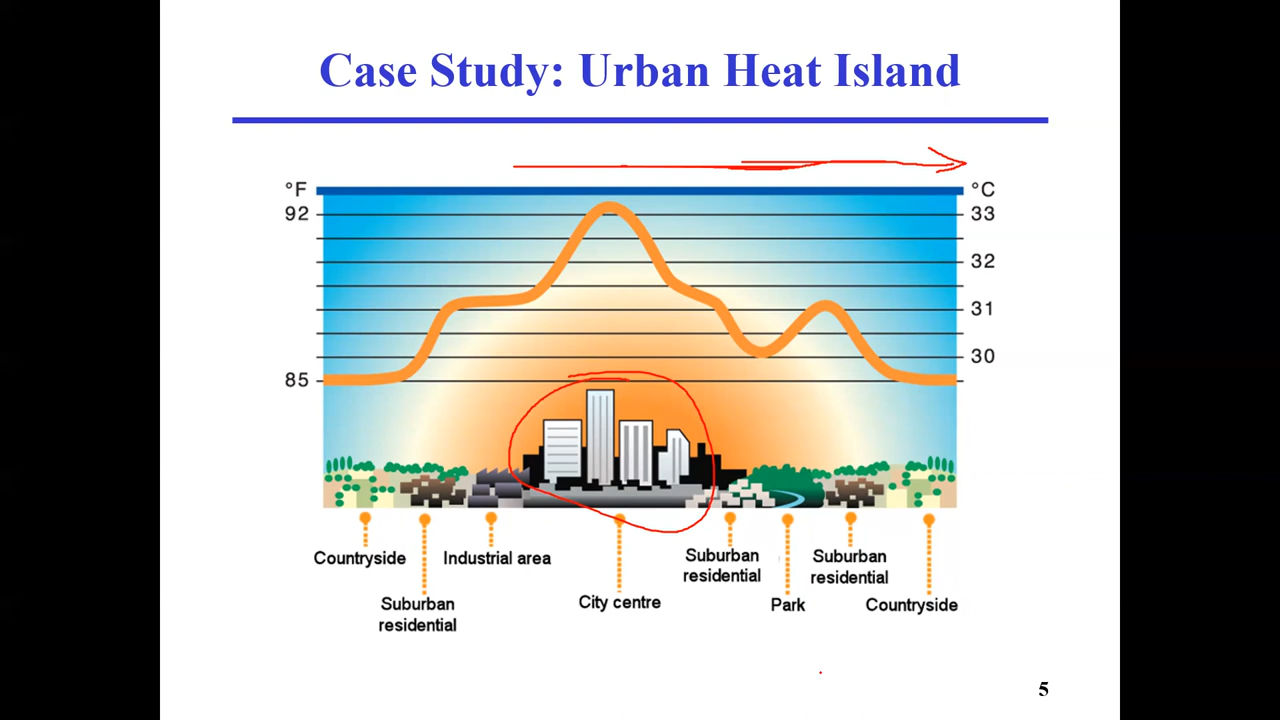 Case Study: Urban Heat Island
°F
°C
92
33
32
31
30
85
Countryside
Industrial area
Suburban
residential
Suburban
residential
Suburban
residential
City centre
Park
Countryside
5